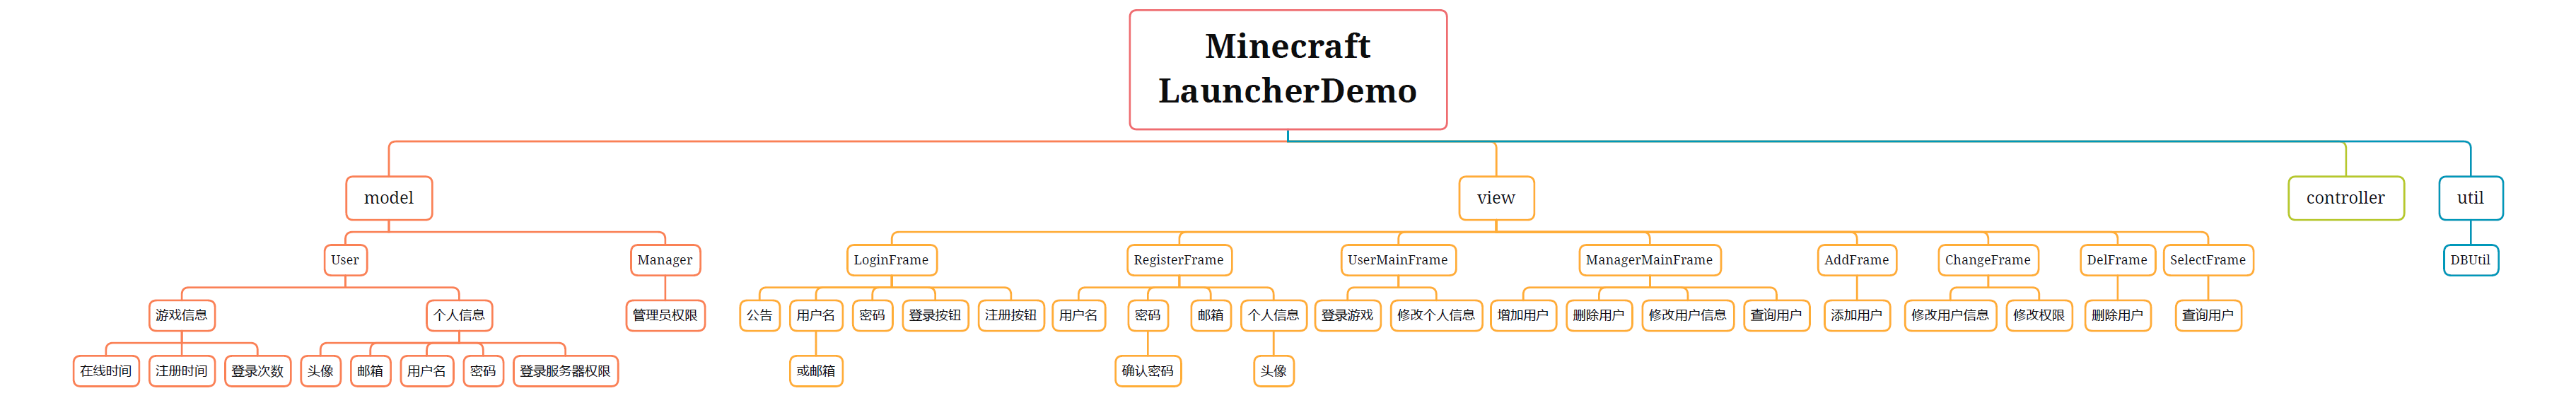 Minecraft
LauncherDemo
model
view
controller
util
User
Manager
LoginFrame
RegisterFrame
UserMainFrame
ManagerMainFrame
AddFrame
ChangeFrame
DelFrame
SelectFrame
DBUtil
游戏信息
个人信息
管理员权限
公告
用户名
密码
登录按钮
注册按钮
用户名
密码
邮箱
个人信息
登录游戏
修改个人信息
增加用户
删除用户
修改用户信息
查询用户
添加用户
修改用户信息
修改权限
删除用户
查询用户
在线时间
注册时间
登录次数
头像
邮箱
用户名
密码
登录服务器权限
或邮箱
确认密码
头像